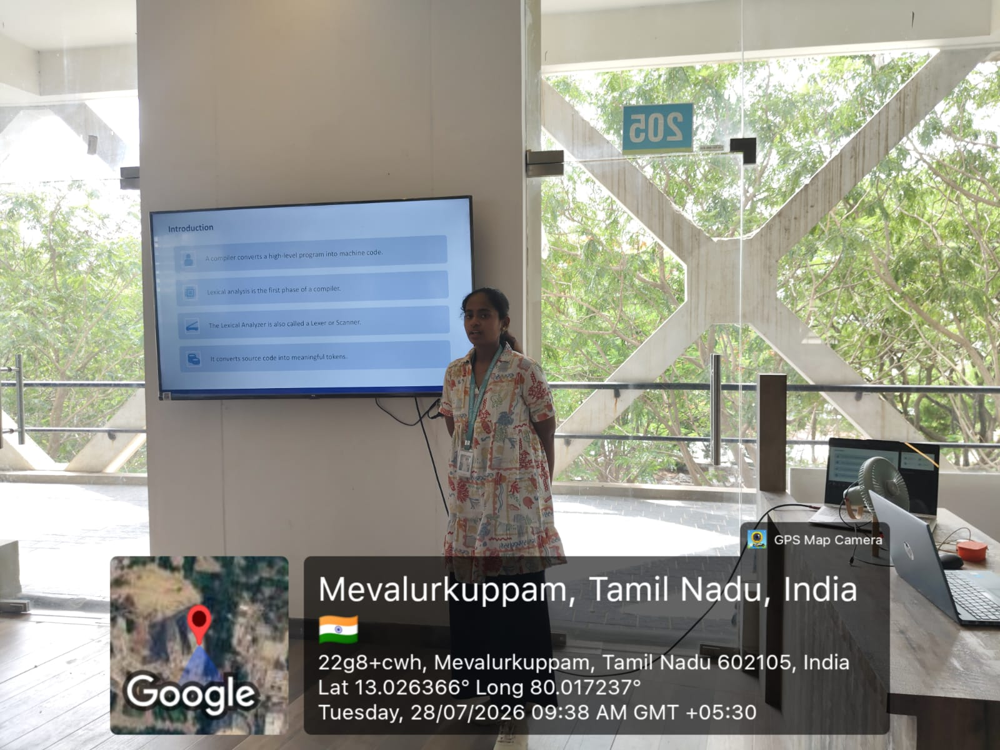 205
Introduction
A compiler converts a high-level program into machine code.
Lexical analysis is the first phase of a compiler.
The Lexical Analyzer is also called a Lexer or Scanner.
It converts source code into meaningful tokens.
GPS Map Camera
Mevalurkuppam, Tamil Nadu, India
22g8+cwh, Mevalurkuppam, Tamil Nadu 602105, India
Lat 13.026366° Long 80.017237°
Tuesday, 28/07/2026 09:38 AM GMT +05:30
Google